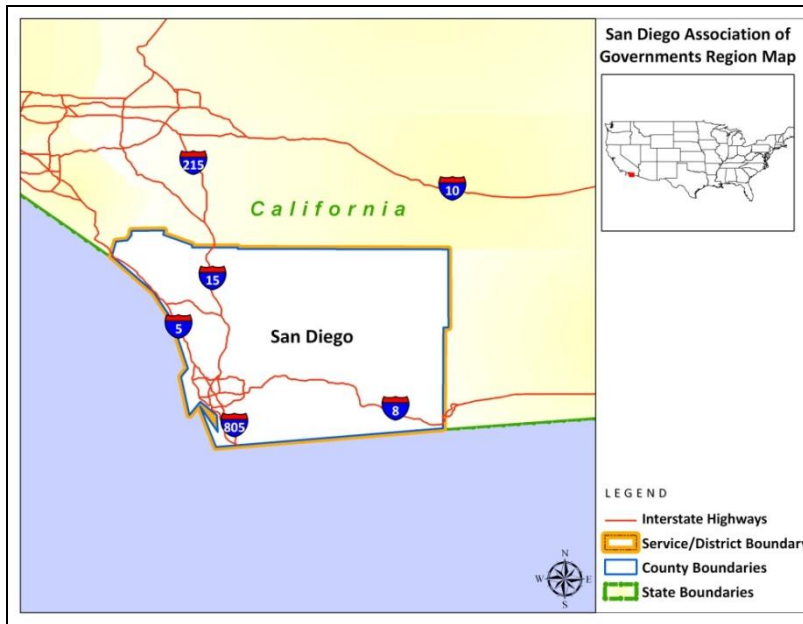 San Diego Association of
Governments Region Map
215
10
California
15
5
San Diego
8
805
LEGEND
Interstate Highways
Service/District Boundary
County Boundaries
State Boundaries
N
W E
S